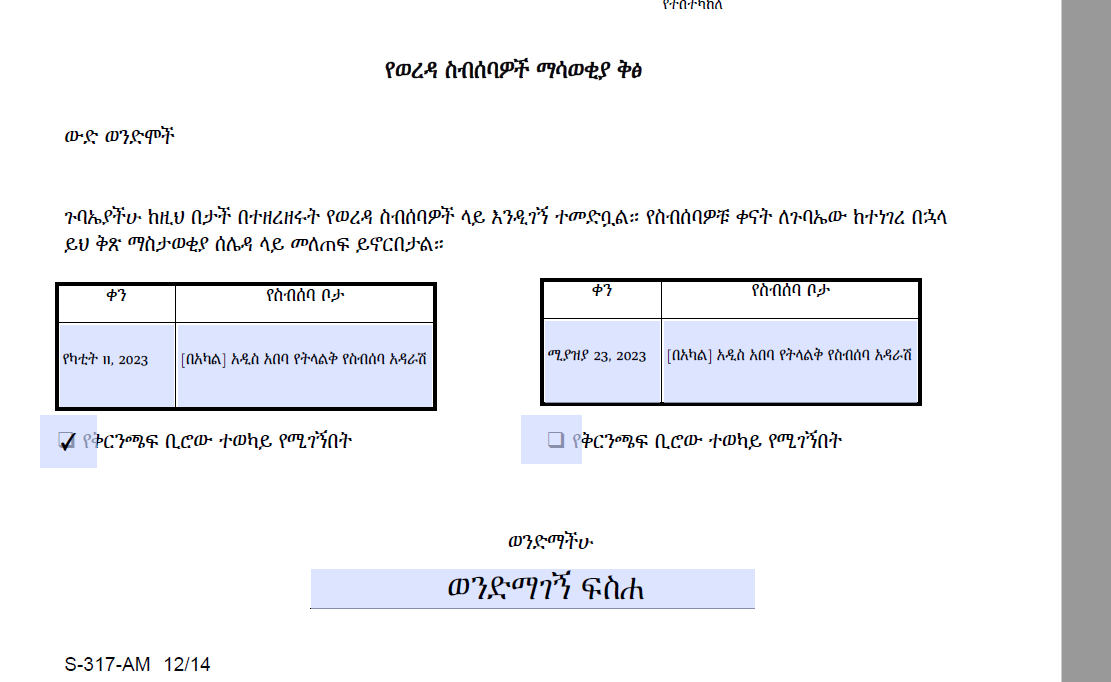 የተስተካከለ
የወረዳ ስብሰባዎች ማሳወቂያ ቅፅ
ውድ ወንድሞች
ጉባኤያችሁ ከዚህ በታች በተዘረዘሩት የወረዳ ስብሰባዎች ላይ እንዲገኝ ተመድቧል። የስብሰባዎቹ ቀናት ለጉባኤው ከተነገረ በኋላ
ይህ ቅጽ ማስታወቂያ ሰሌዳ ላይ መለጠፍ ይኖርበታል።
ቀን የስብሰባ ቦታ
የካቲት 11, 2023 [በአካል] አዲስ አበባ የትላልቅ የስብሰባ አዳራሽ
✓ የቅርንጫፍ ቢሮው ተወካይ የሚገኝበት
ቀን የስብሰባ ቦታ
ሚያዝያ 23, 2023 [በአካል] አዲስ አበባ የትላልቅ የስብሰባ አዳራሽ
❏ የቅርንጫፍ ቢሮው ተወካይ የሚገኝበት
ወንድማችሁ
ወንድማገኝ ፍስሐ
S-317-AM 12/14